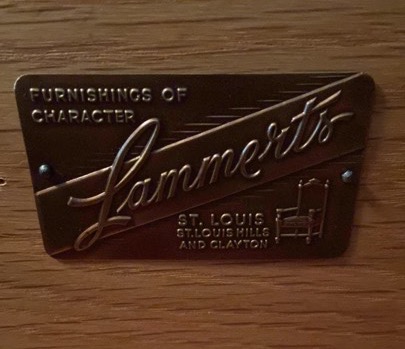 FURNISHINGS OF
CHARACTER
Lammerts
ST. LOUIS
ST. LOUIS HILLS
AND CLAYTON